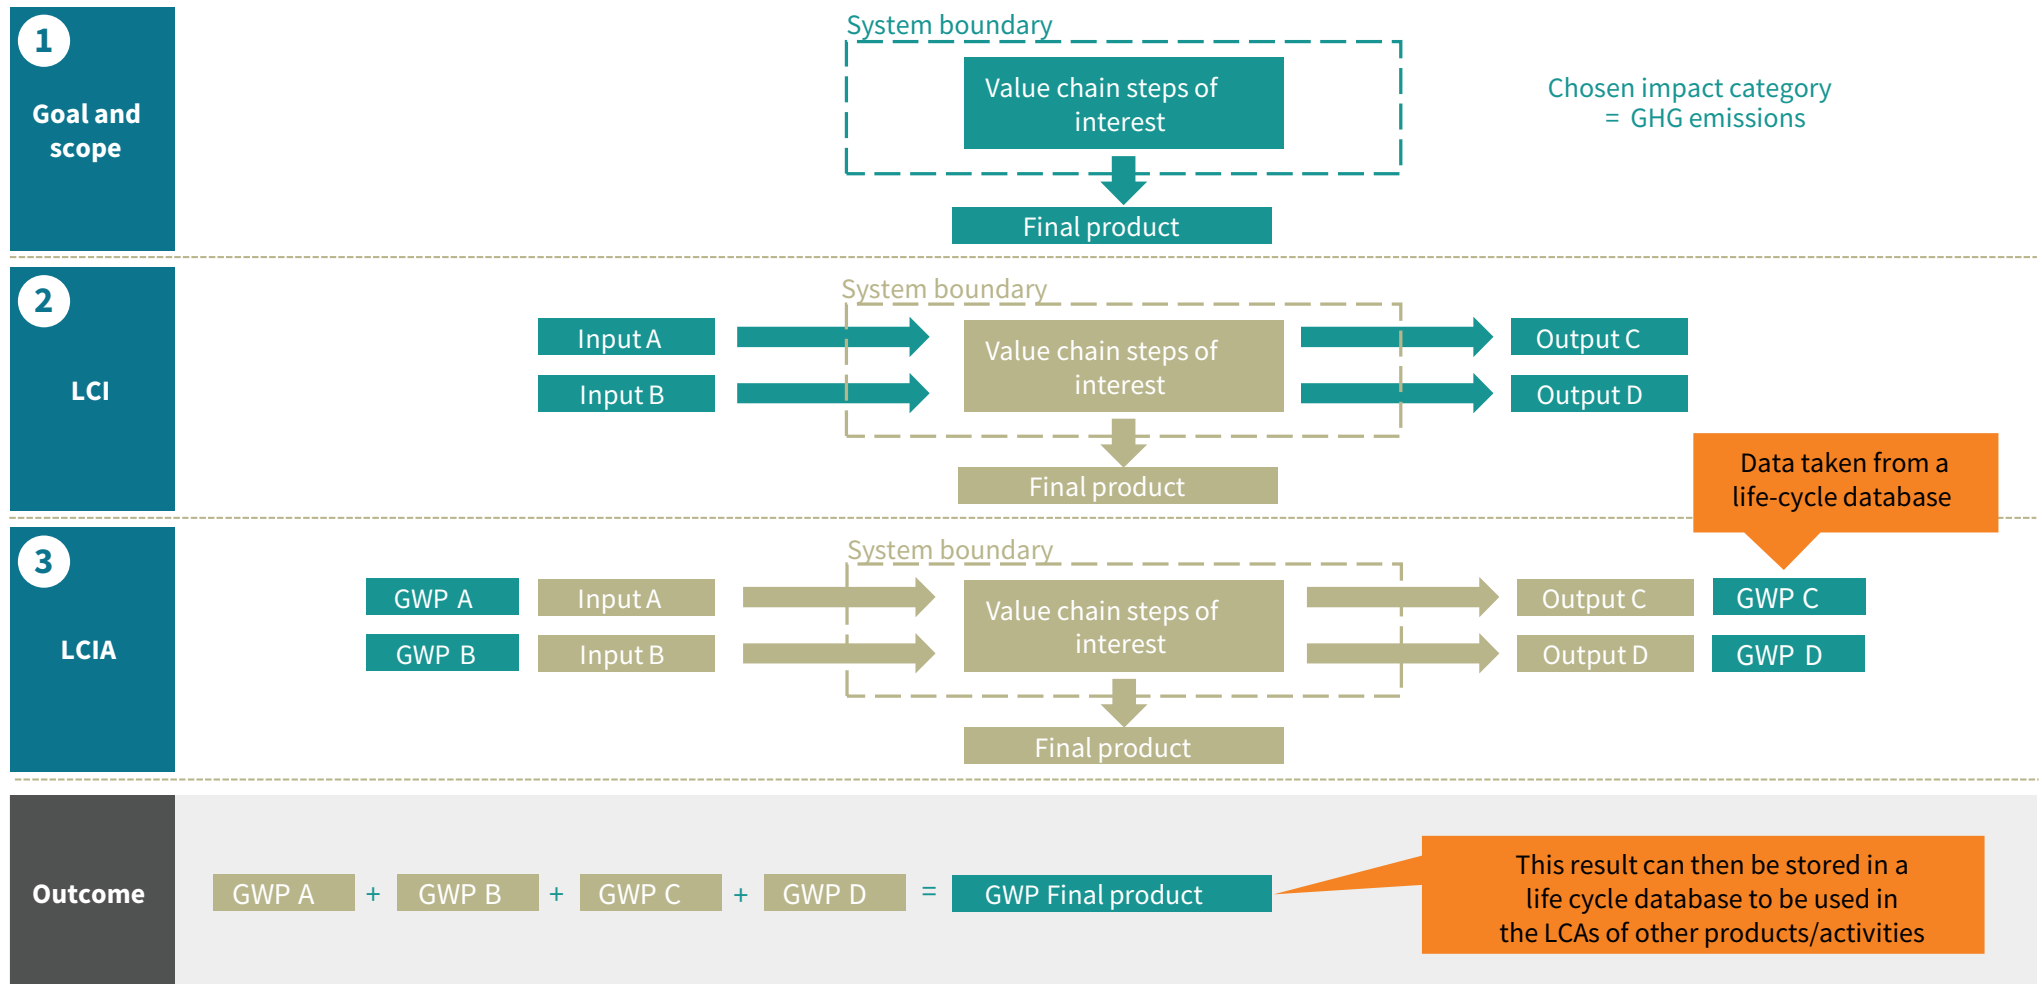 1
Goal and
scope
System boundary
Value chain steps of
interest
Final product
Chosen impact category
= GHG emissions
2
LCI
System boundary
Input A
Input B
Value chain steps of
interest
Output C
Output D
Final product
Data taken from a
life-cycle database
3
LCIA
System boundary
GWP A
Input A
GWP B
Input B
Value chain steps of
interest
Output C
GWP C
Output D
GWP D
Final product
Outcome
GWP A + GWP B + GWP C + GWP D = GWP Final product
This result can then be stored in a
life cycle database to be used in
the LCAs of other products/activities